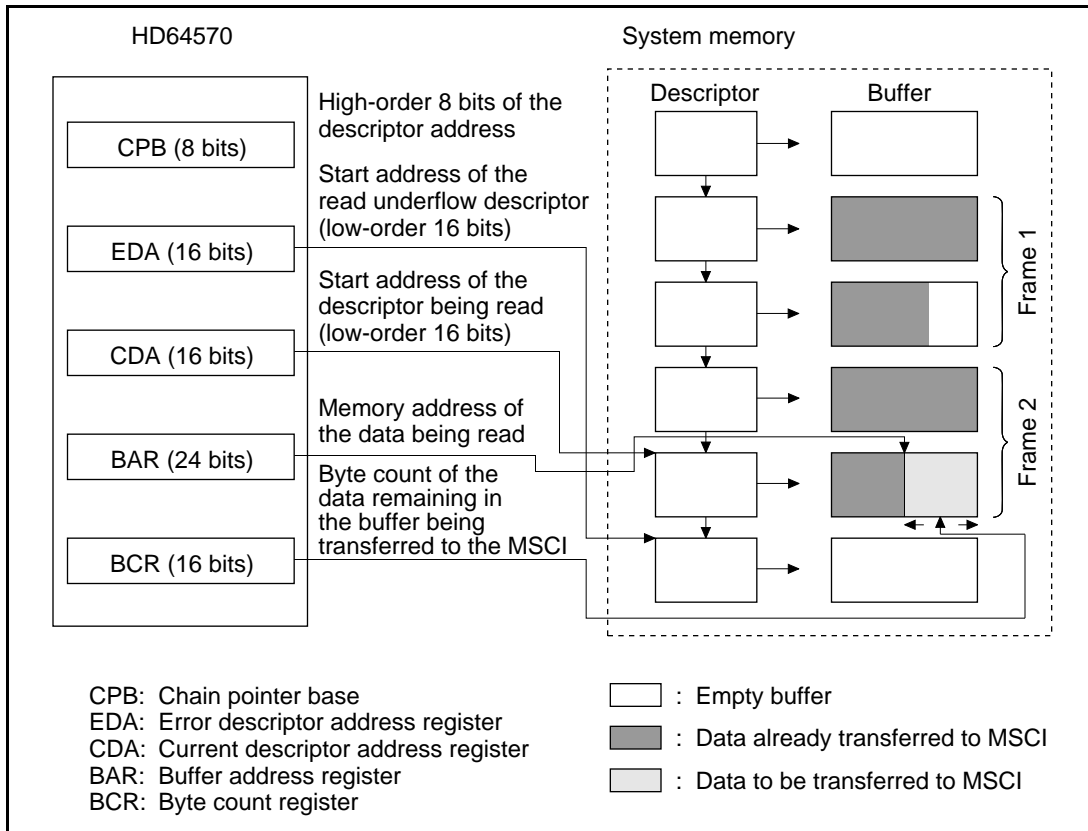 HD64570
System memory
Descriptor
Buffer
CPB (8 bits)
High-order 8 bits of the
descriptor address
EDA (16 bits)
Start address of the
read underflow descriptor
(low-order 16 bits)
CDA (16 bits)
Start address of the
descriptor being read
(low-order 16 bits)
BAR (24 bits)
Memory address of
the data being read
BCR (16 bits)
Byte count of the
data remaining in
the buffer being
transferred to the MSCI
Frame 1
Frame 2
CPB: Chain pointer base
EDA: Error descriptor address register
CDA: Current descriptor address register
BAR: Buffer address register
BCR: Byte count register
: Empty buffer
: Data already transferred to MSCI
: Data to be transferred to MSCI